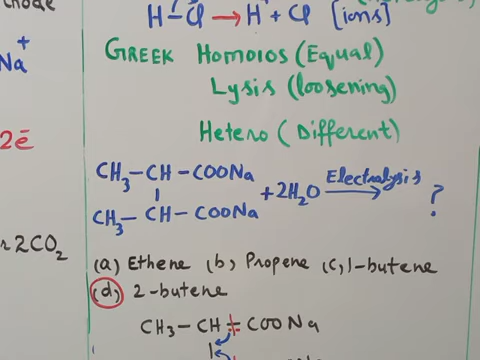 H–Cl → H + Cl [ions]
GREEK Homoios (Equal)
Lysis (loosening)
Hetero (Different)
Na⁺
2ē
2CO₂
CH₃–CH–COONa
CH₃–CH–COONa
+2H₂O Electrolysis → ?
(a) Ethene (b) Propene (c) 1-butene
(d) 2-butene
CH₃–CH–COONa